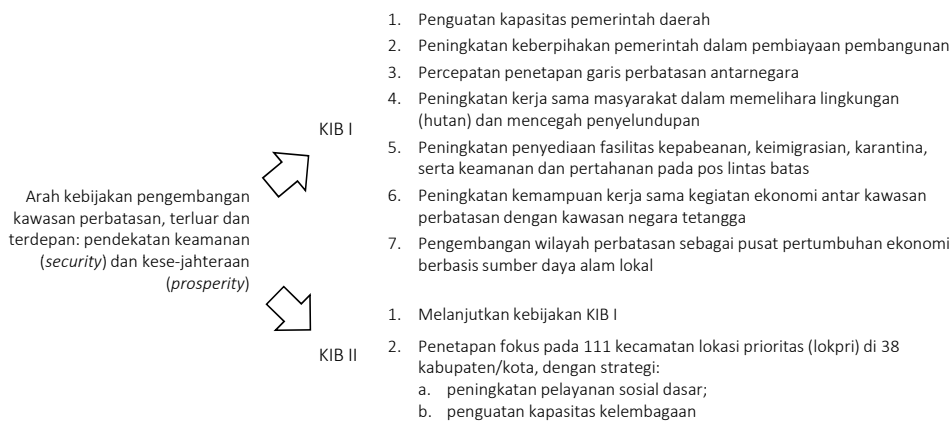 Arah kebijakan pengembangan
kawasan perbatasan, terluar dan
terdepan: pendekatan keamanan
(security) dan kese-jahteraan
(prosperity)
KIB I
1. Penguatan kapasitas pemerintah daerah
2. Peningkatan keberpihakan pemerintah dalam pembiayaan pembangunan
3. Percepatan penetapan garis perbatasan antarnegara
4. Peningkatan kerja sama masyarakat dalam memelihara lingkungan
(hutan) dan mencegah penyelundupan
5. Peningkatan penyediaan fasilitas kepabeanan, keimigrasian, karantina,
serta keamanan dan pertahanan pada pos lintas batas
6. Peningkatan kemampuan kerja sama kegiatan ekonomi antar kawasan
perbatasan dengan kawasan negara tetangga
7. Pengembangan wilayah perbatasan sebagai pusat pertumbuhan ekonomi
berbasis sumber daya alam lokal
KIB II
1. Melanjutkan kebijakan KIB I
2. Penetapan fokus pada 111 kecamatan lokasi prioritas (lokpri) di 38
kabupaten/kota, dengan strategi:
a. peningkatan pelayanan sosial dasar;
b. penguatan kapasitas kelembagaan